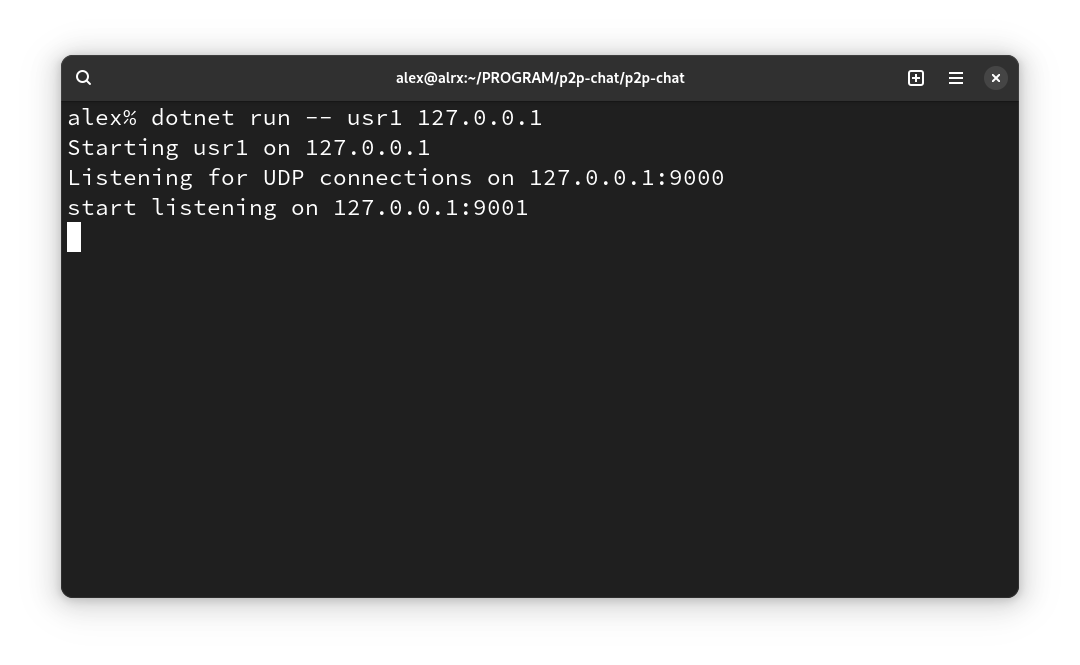 alex@alrx:~/PROGRAM/p2p-chat/p2p-chat
alex% dotnet run -- usr1 127.0.0.1
Starting usr1 on 127.0.0.1
Listening for UDP connections on 127.0.0.1:9000
start listening on 127.0.0.1:9001